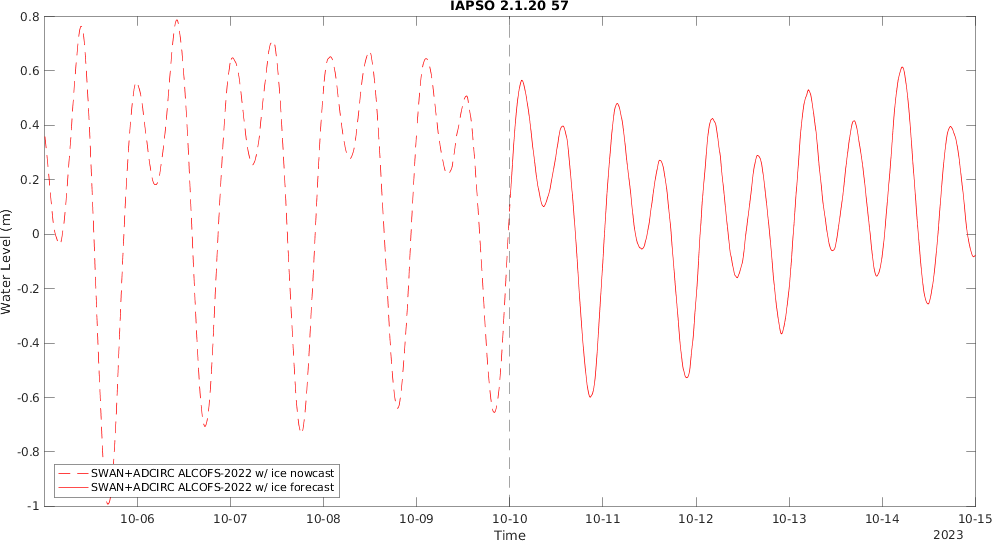 IAPSO 2.1.20 57
0.8
0.6
0.4
0.2
0
-0.2
-0.4
-0.6
-0.8
-1
Water Level (m)
SWAN+ADCIRC ALCOFS-2022 w/ ice nowcast
SWAN+ADCIRC ALCOFS-2022 w/ ice forecast
10-06 10-07 10-08 10-09 10-10 10-11 10-12 10-13 10-14 10-15
Time
2023